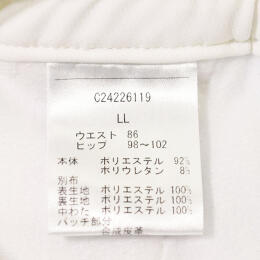 C24226119
LL
ウエスト 86
ヒップ 98～102
本体 ポリエステル 92%
ポリウレタン 8%
別布
表生地 ポリエステル 100%
裏生地 ポリエステル 100%
中わた ポリエステル 100%
パッチ部分
合成皮革